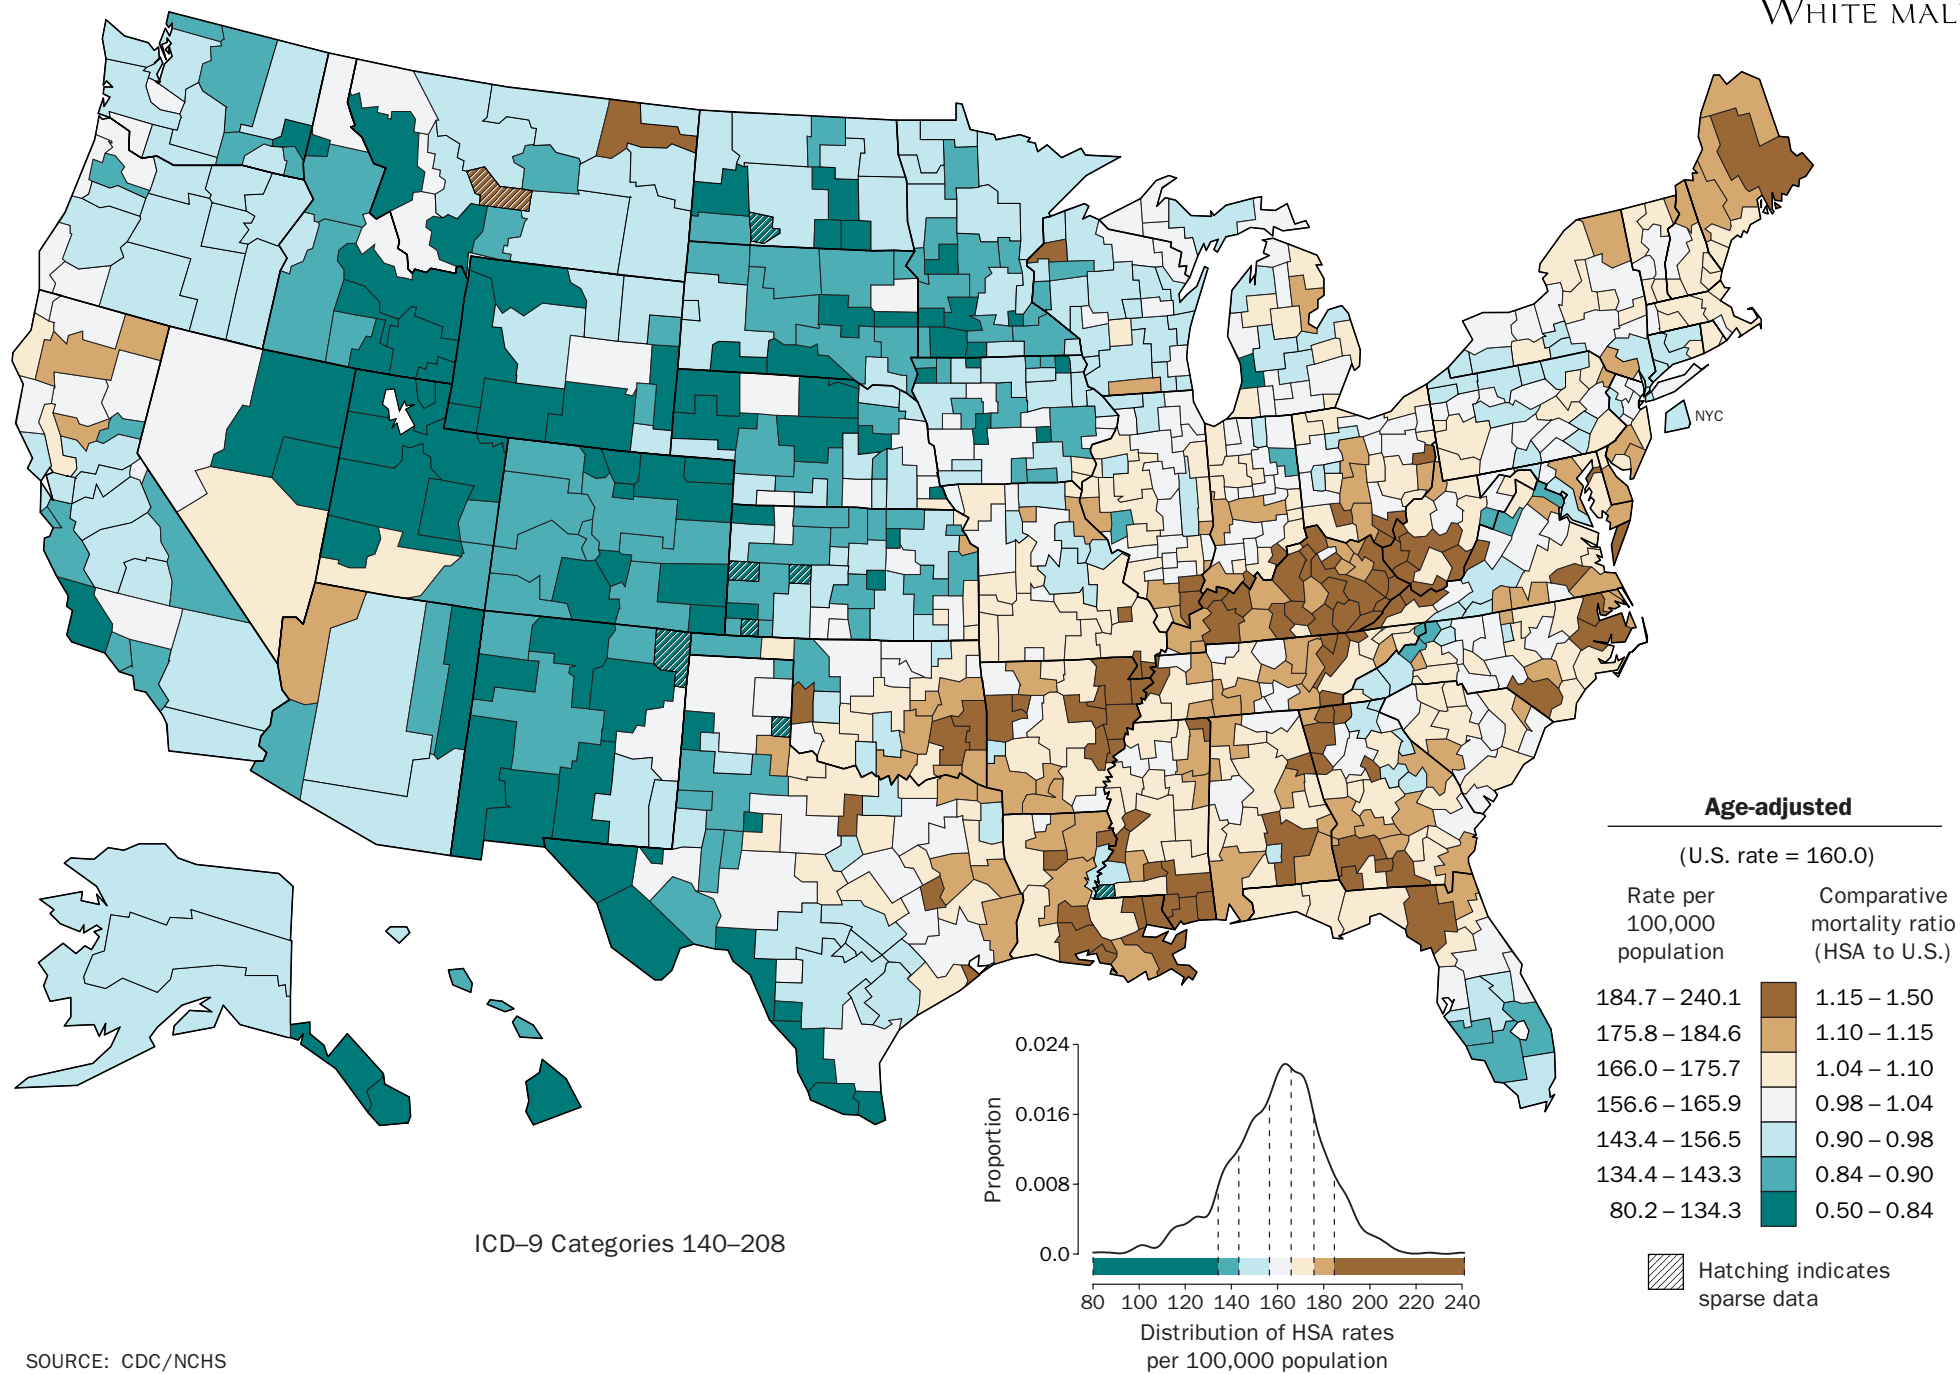 WHITE MAL
NYC
Age-adjusted
(U.S. rate = 160.0)
Rate per
100,000
population
Comparative
mortality ratio
(HSA to U.S.)
184.7 – 240.1 1.15 – 1.50
175.8 – 184.6 1.10 – 1.15
166.0 – 175.7 1.04 – 1.10
156.6 – 165.9 0.98 – 1.04
143.4 – 156.5 0.90 – 0.98
134.4 – 143.3 0.84 – 0.90
80.2 – 134.3 0.50 – 0.84
Hatching indicates
sparse data
0.024
0.016
0.008
0.0
Proportion
80 100 120 140 160 180 200 220 240
Distribution of HSA rates
per 100,000 population
ICD–9 Categories 140–208
SOURCE: CDC/NCHS